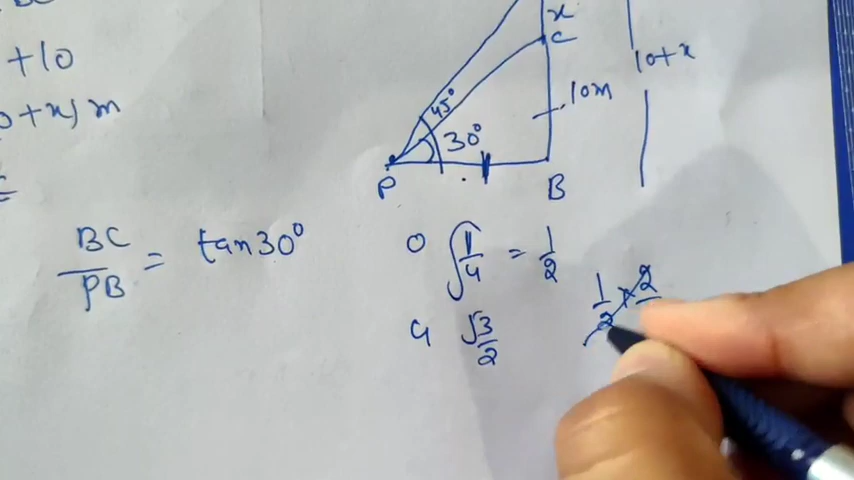 +10
0+x)m
x
C
10+x
10m
45°
30°
P
B
BC/PB = tan30°
0 √1/4 = 1/2
4 √3/2
1/2 × 2